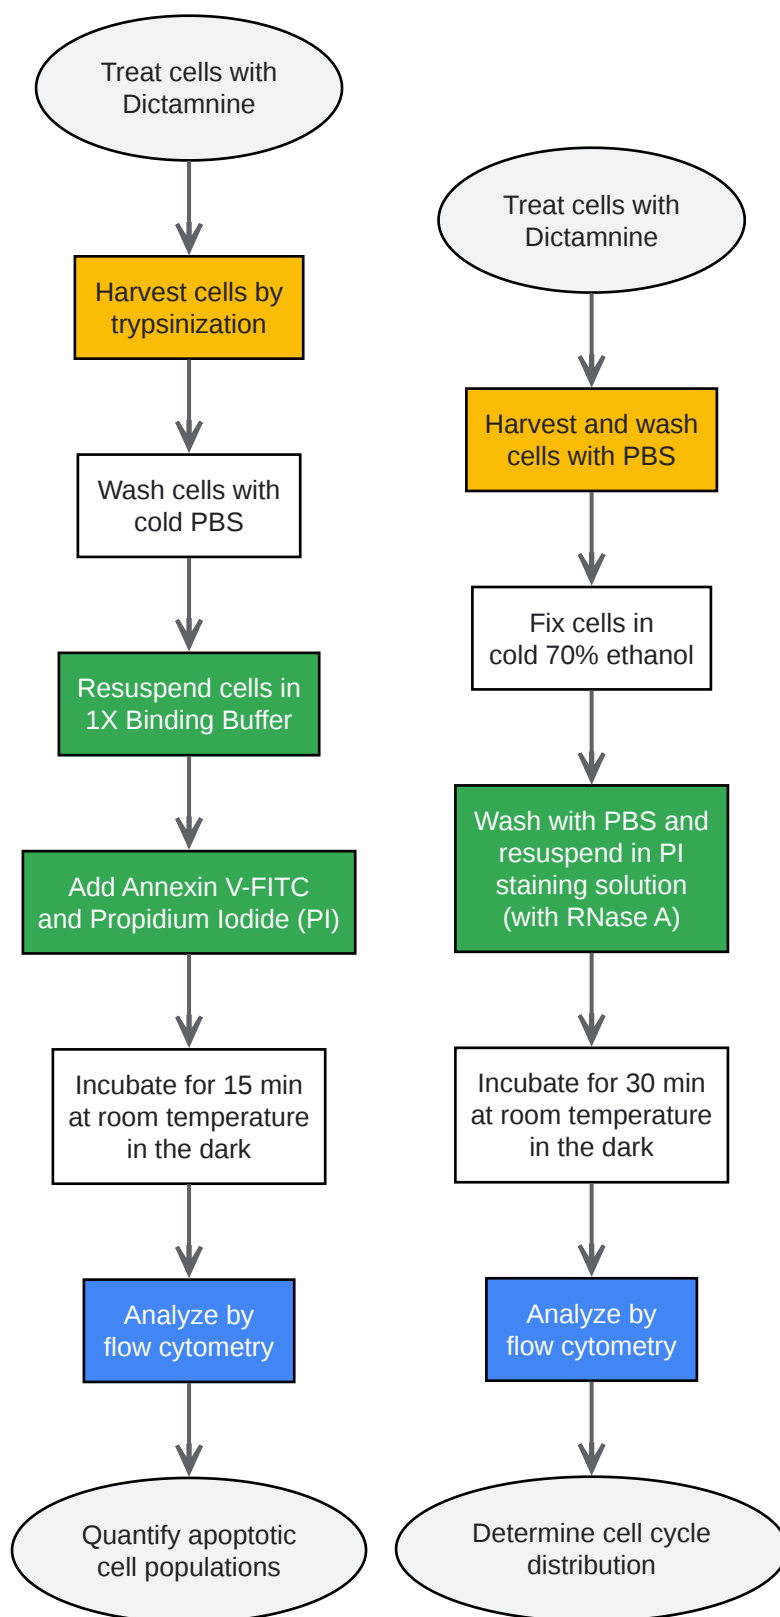 Treat cells with
Dictamnine
Harvest cells by
trypsinization
Wash cells with
cold PBS
Resuspend cells in
1X Binding Buffer
Add Annexin V-FITC
and Propidium Iodide (PI)
Incubate for 15 min
at room temperature
in the dark
Analyze by
flow cytometry
Quantify apoptotic
cell populations
Treat cells with
Dictamnine
Harvest and wash
cells with PBS
Fix cells in
cold 70% ethanol
Wash with PBS and
resuspend in PI
staining solution
(with RNase A)
Incubate for 30 min
at room temperature
in the dark
Analyze by
flow cytometry
Determine cell cycle
distribution